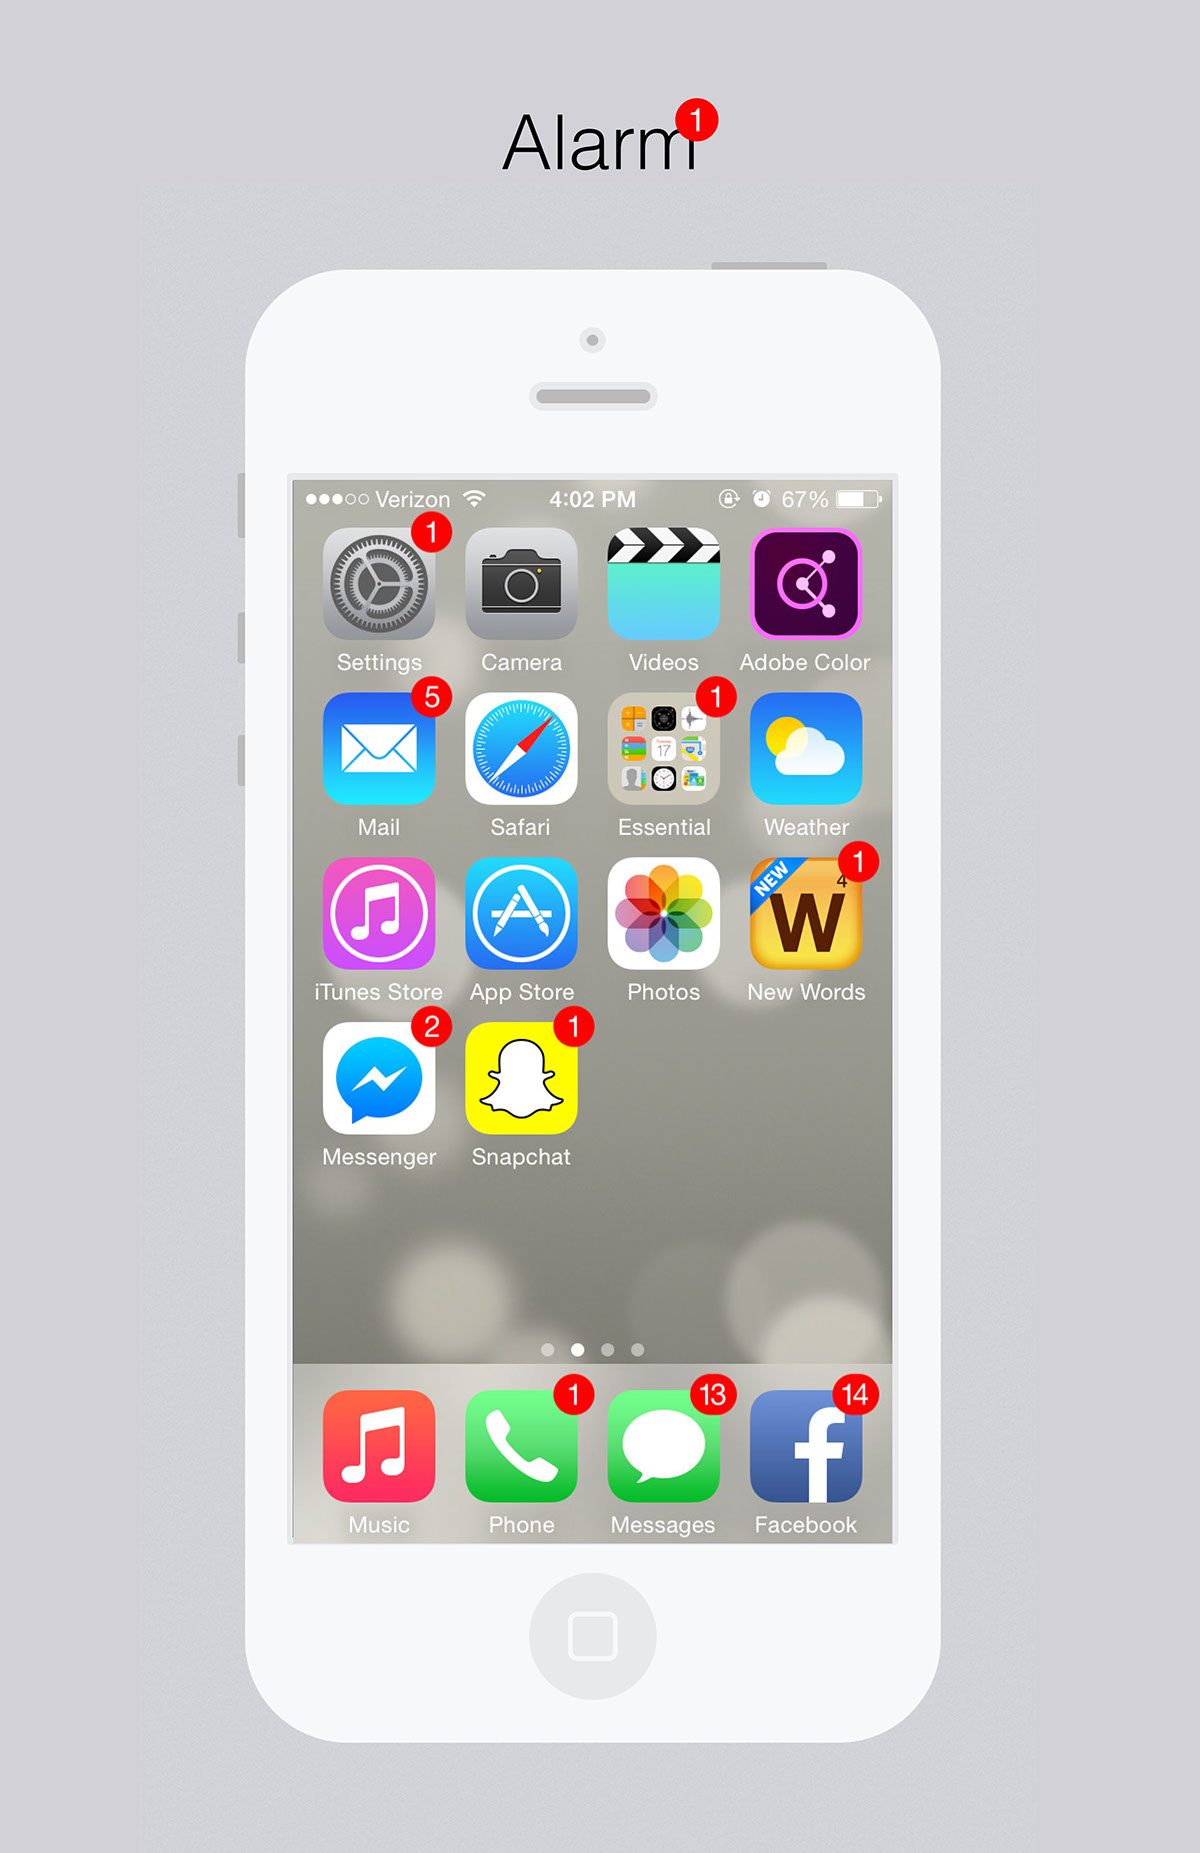 Alarm 1
Verizon 4:02 PM 67%
1
Settings Camera Videos Adobe Color
5 1
17
Mail Safari Essential Weather
1
NEW 4
W
iTunes Store App Store Photos New Words
2 1
Messenger Snapchat
1 13 14
f
Music Phone Messages Facebook